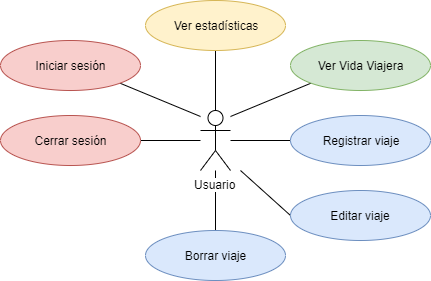 Ver estadísticas
Iniciar sesión
Ver Vida Viajera
Cerrar sesión
Registrar viaje
Usuario
Editar viaje
Borrar viaje